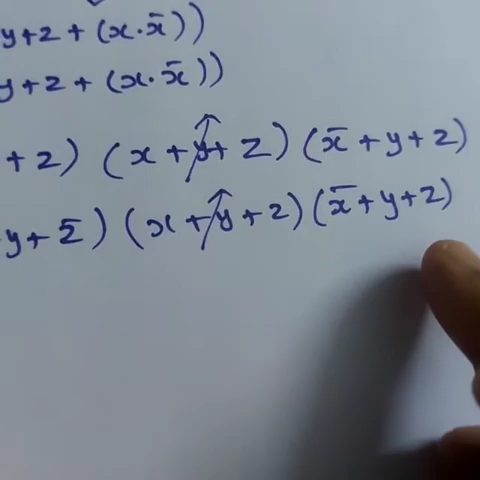 y+z + (x·x̄))
y+z + (x·x̄))
+ z) (x + y + z) (x̄ + y + z)
y + z̄) (x + y + z) (x̄ + y + z)